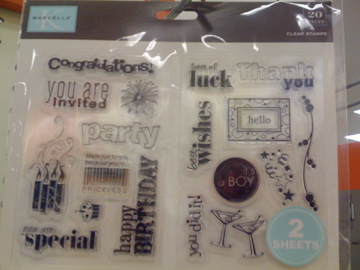 MARCELLA
K
20
CLEAR STAMPS
Congratulations!
you are
invited
party
PRICELESS
happy
BIRTHDAY
special
best of
luck
Thank
you
hello
best
wishes
it's
a BOY
you did it!
2
SHEETS